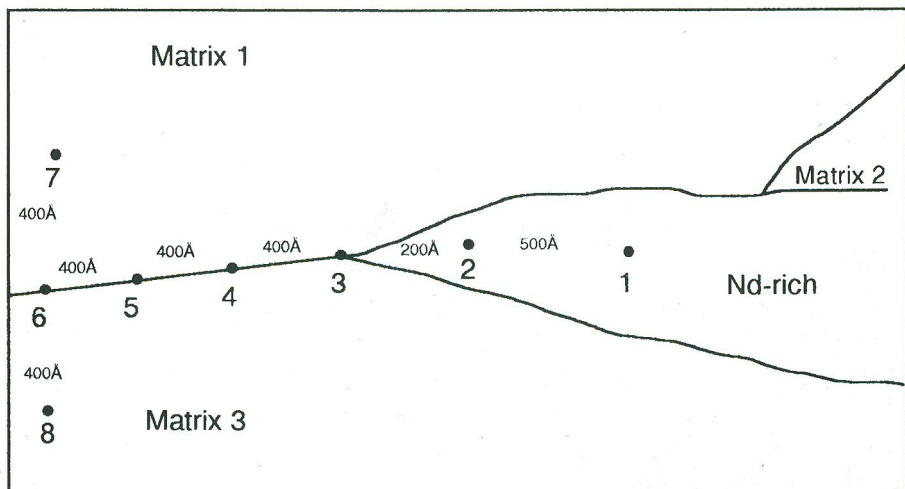 Matrix 1
7
Matrix 2
400Å
400Å
400Å
400Å
200Å
2
500Å
1
3
4
5
6
Nd-rich
400Å
8
Matrix 3